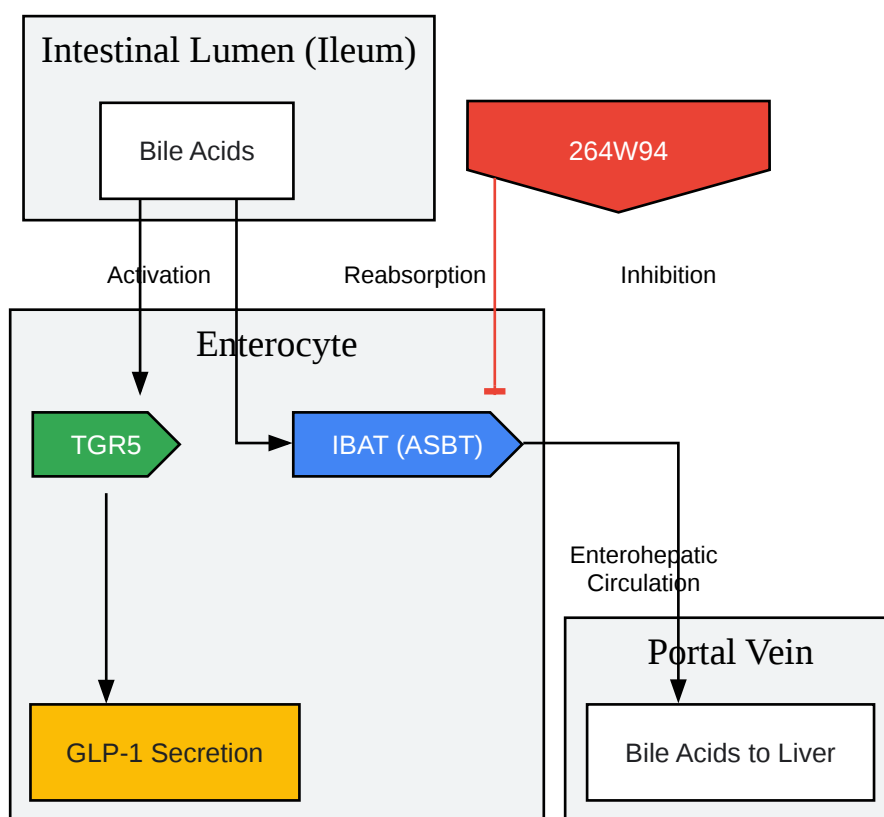 Intestinal Lumen (Ileum)
Bile Acids
264W94
Activation
Reabsorption
Inhibition
Enterocyte
TGR5
IBAT (ASBT)
Enterohepatic
Circulation
Portal Vein
GLP-1 Secretion
Bile Acids to Liver